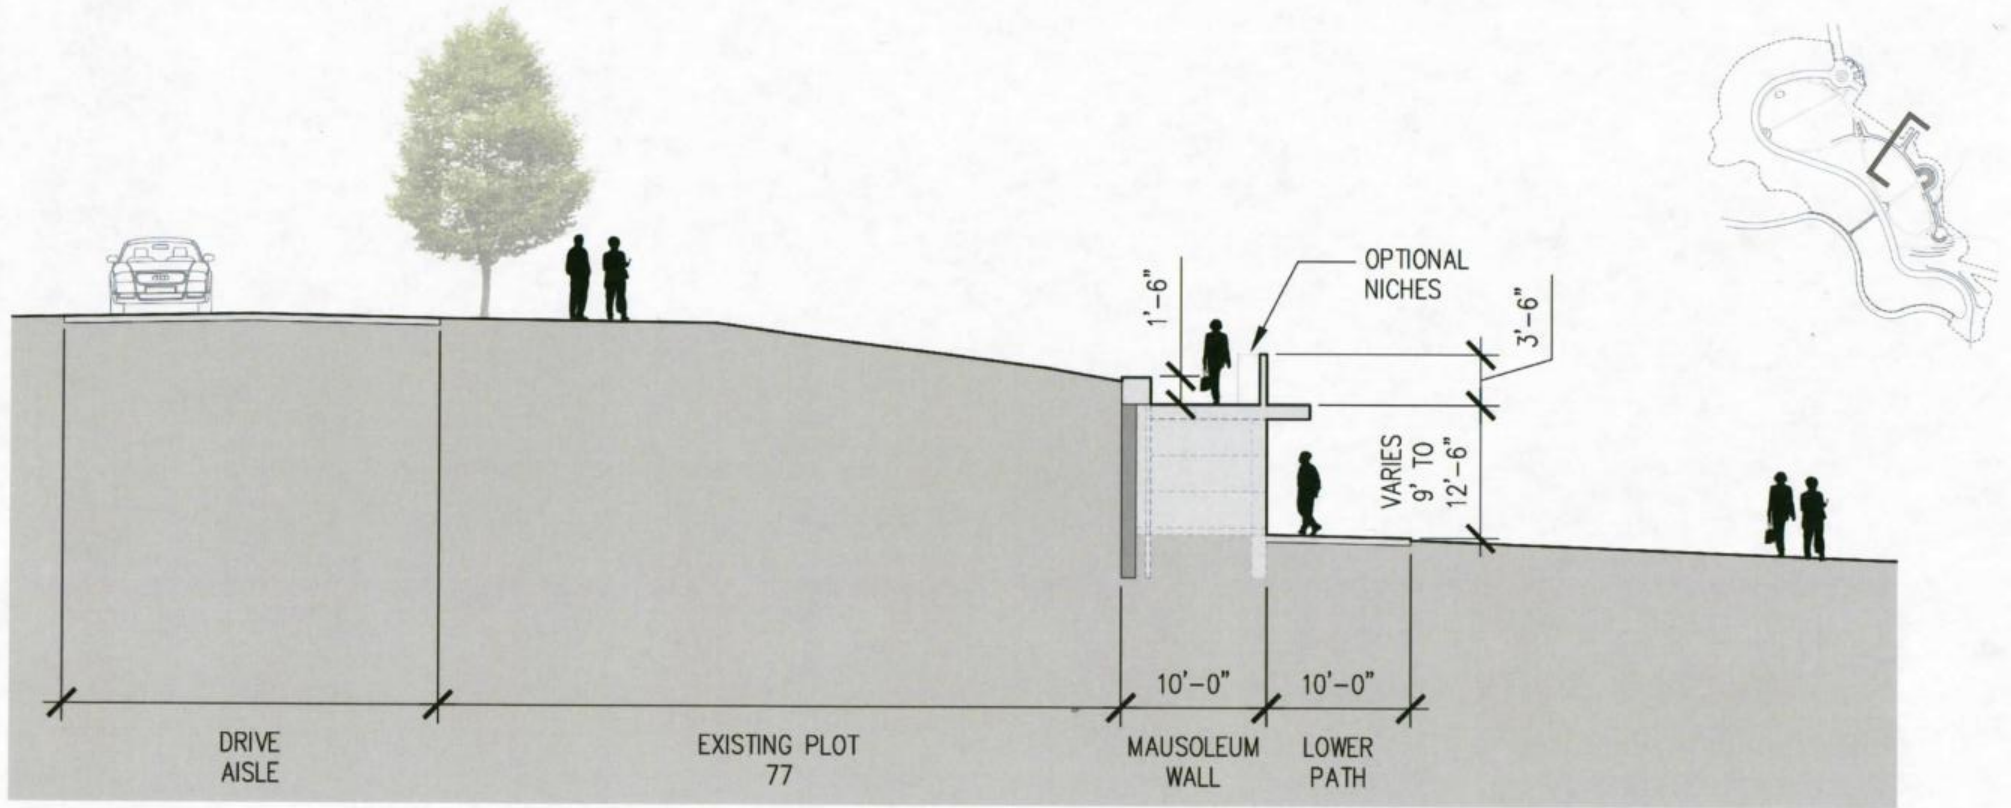 OPTIONAL
NICHES
1'-6"
3'-6"
VARIES
9' TO
12'-6"
10'-0"
10'-0"
DRIVE
AISLE
EXISTING PLOT
77
MAUSOLEUM
WALL
LOWER
PATH